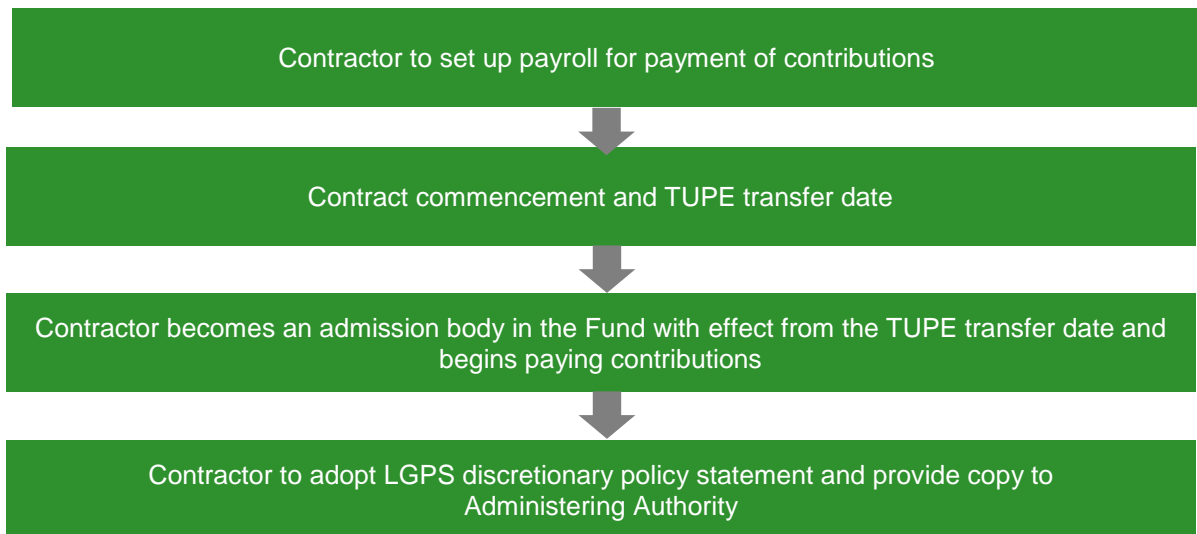 Contractor to set up payroll for payment of contributions
Contract commencement and TUPE transfer date
Contractor becomes an admission body in the Fund with effect from the TUPE transfer date and
begins paying contributions
Contractor to adopt LGPS discretionary policy statement and provide copy to
Administering Authority